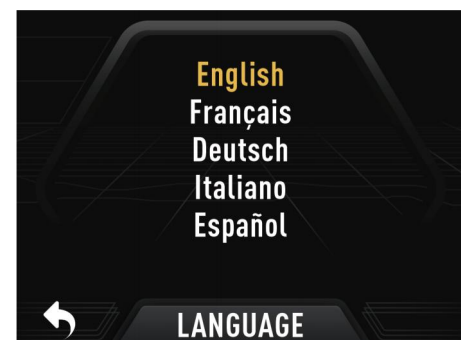 English
Français
Deutsch
Italiano
Español
LANGUAGE